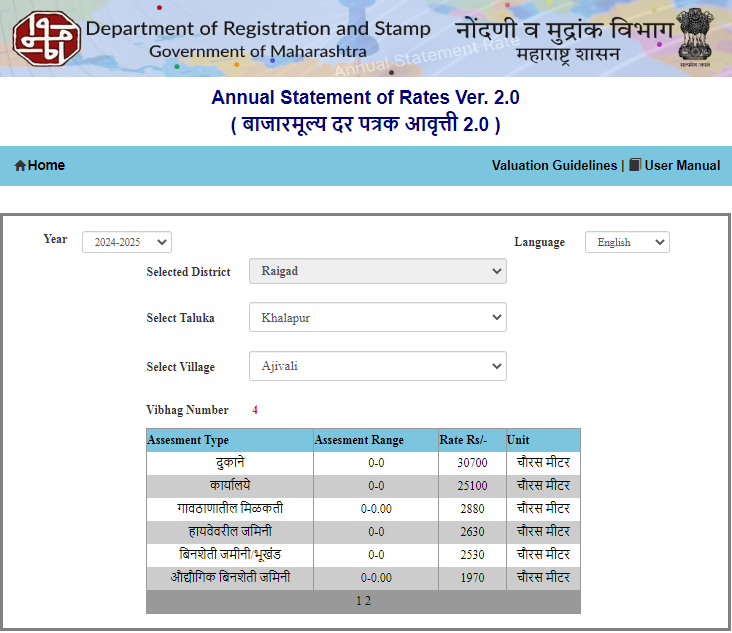 Department of Registration and Stamp
Government of Maharashtra
नोंदणी व मुद्रांक विभाग
महाराष्ट्र शासन
Annual Statement Rate
Annual Statement of Rates Ver. 2.0
( बाजारमूल्य दर पत्रक आवृत्ती 2.0 )
Home Valuation Guidelines | User Manual
Year 2024-2025 Language English
Selected District Raigad
Select Taluka Khalapur
Select Village Ajivali
Vibhag Number 4
Assesment Type Assesment Range Rate Rs/- Unit
दुकाने 0-0 30700 चौरस मीटर
कार्यालये 0-0 25100 चौरस मीटर
गावठाणातील मिळकती 0-0.00 2880 चौरस मीटर
हायवेवरील जमिनी 0-0 2630 चौरस मीटर
बिनशेती जमीनी/भूखंड 0-0 2530 चौरस मीटर
औद्योगिक बिनशेती जमिनी 0-0.00 1970 चौरस मीटर
1 2